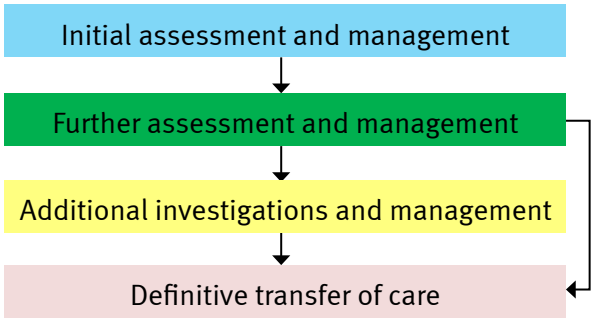 Initial assessment and management
Further assessment and management
Additional investigations and management
Definitive transfer of care